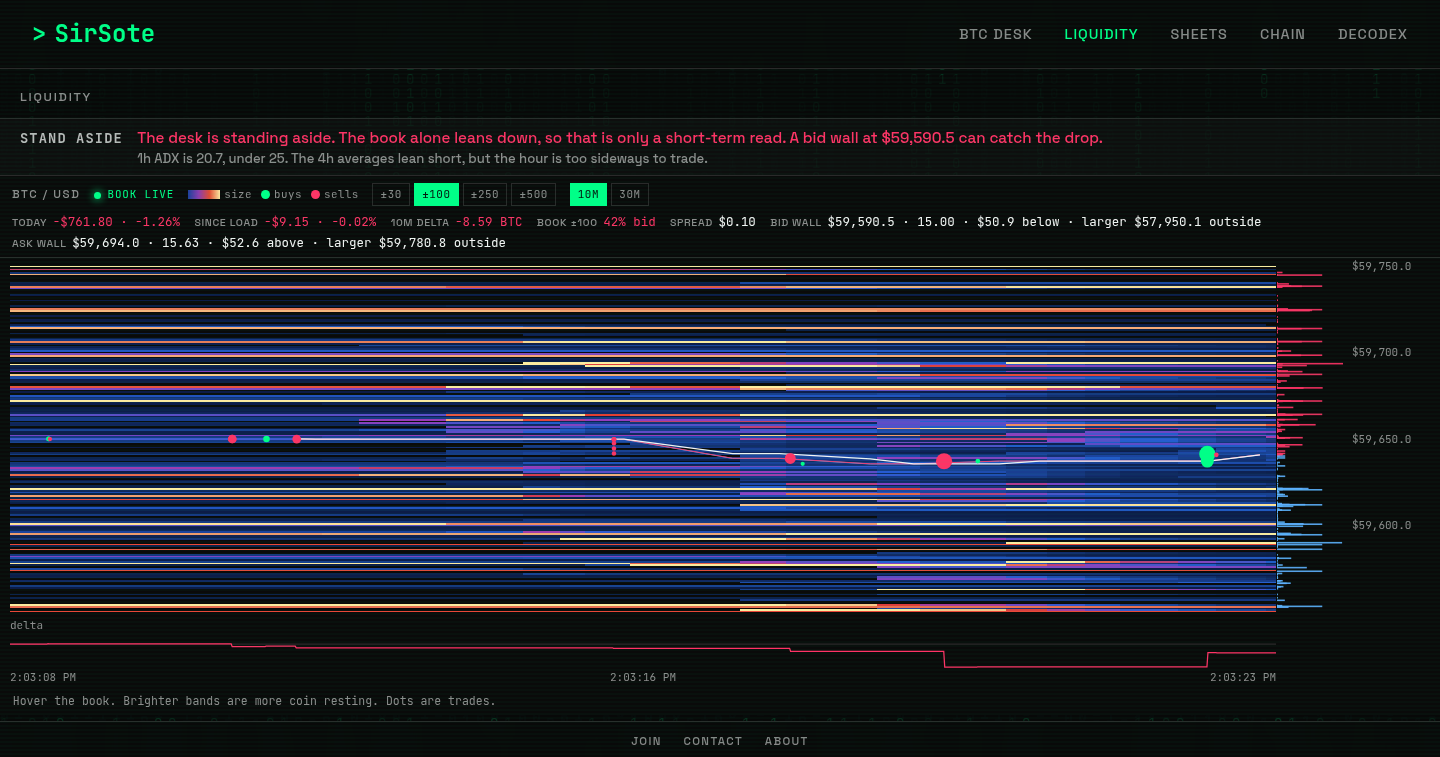 > SirSote
BTC DESK LIQUIDITY SHEETS CHAIN DECODEX
LIQUIDITY
STAND ASIDE The desk is standing aside. The book alone leans down, so that is only a short-term read. A bid wall at $59,590.5 can catch the drop.
1h ADX is 20.7, under 25. The 4h averages lean short, but the hour is too sideways to trade.
BTC / USD BOOK LIVE size buys sells ±30 ±100 ±250 ±500 10M 30M
TODAY -$761.80 · -1.26% SINCE LOAD -$9.15 · -0.02% 10M DELTA -8.59 BTC BOOK ±100 42% bid SPREAD $0.10 BID WALL $59,590.5 · 15.00 · $50.9 below · larger $57,950.1 outside
ASK WALL $59,694.0 · 15.63 · $52.6 above · larger $59,780.8 outside
$59,750.0
$59,700.0
$59,650.0
$59,600.0
delta
2:03:08 PM 2:03:16 PM 2:03:23 PM
Hover the book. Brighter bands are more coin resting. Dots are trades.
JOIN CONTACT ABOUT